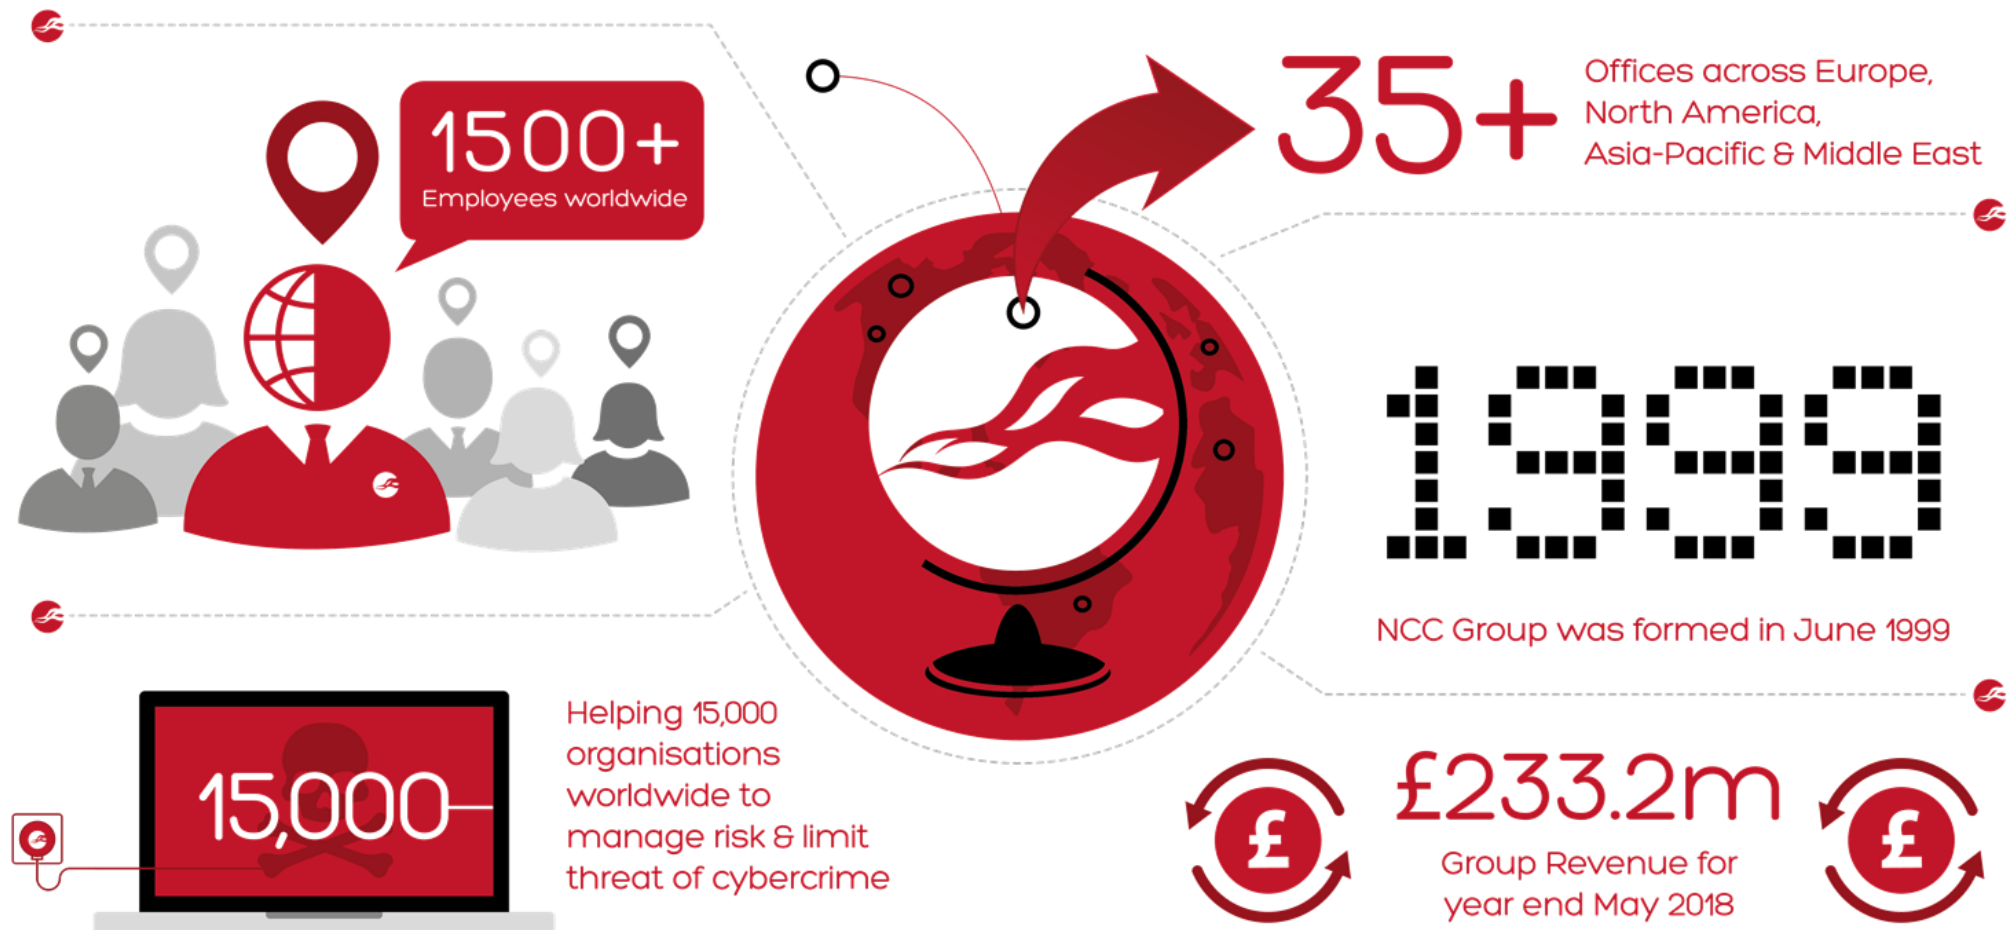 1500+
Employees worldwide
35+
Offices across Europe,
North America,
Asia-Pacific & Middle East
1999
NCC Group was formed in June 1999
15,000
Helping 15,000
organisations
worldwide to
manage risk & limit
threat of cybercrime
£
£233.2m
Group Revenue for
year end May 2018
£